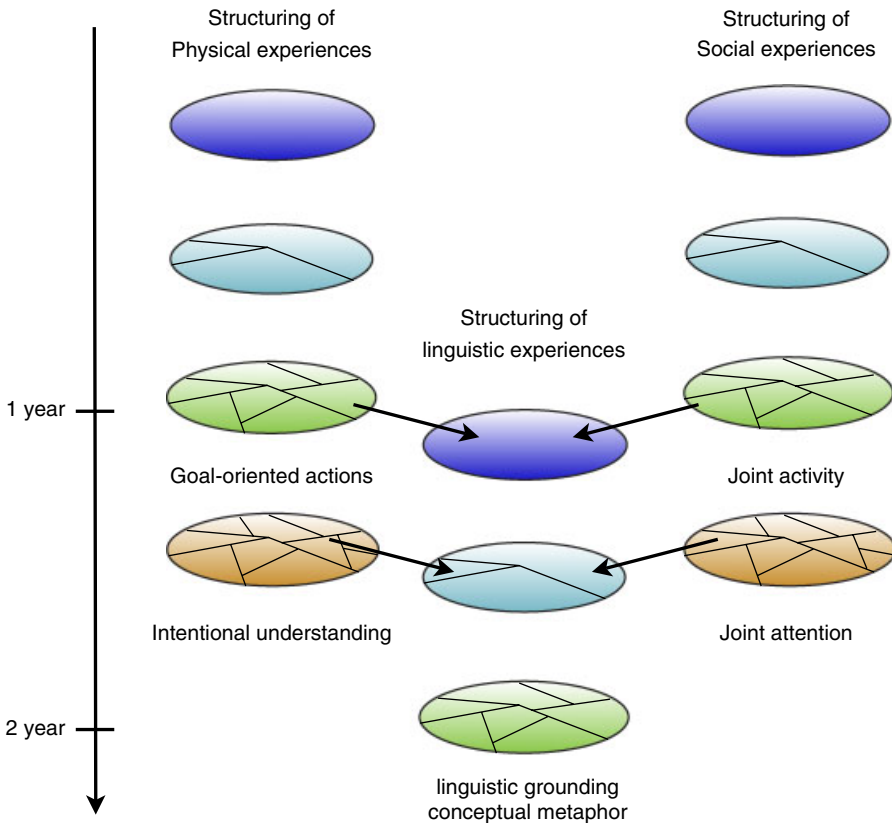 Structuring of
Physical experiences
Structuring of
Social experiences
Structuring of
linguistic experiences
1 year
Goal-oriented actions
Joint activity
Intentional understanding
Joint attention
2 year
linguistic grounding
conceptual metaphor